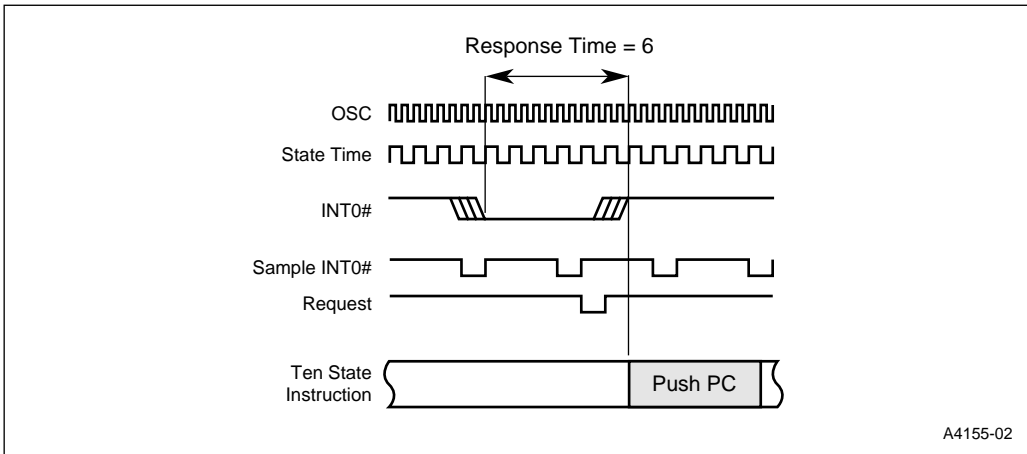 Response Time = 6
OSC
State Time
INT0#
Sample INT0#
Request
Ten State
Instruction
Push PC
A4155-02